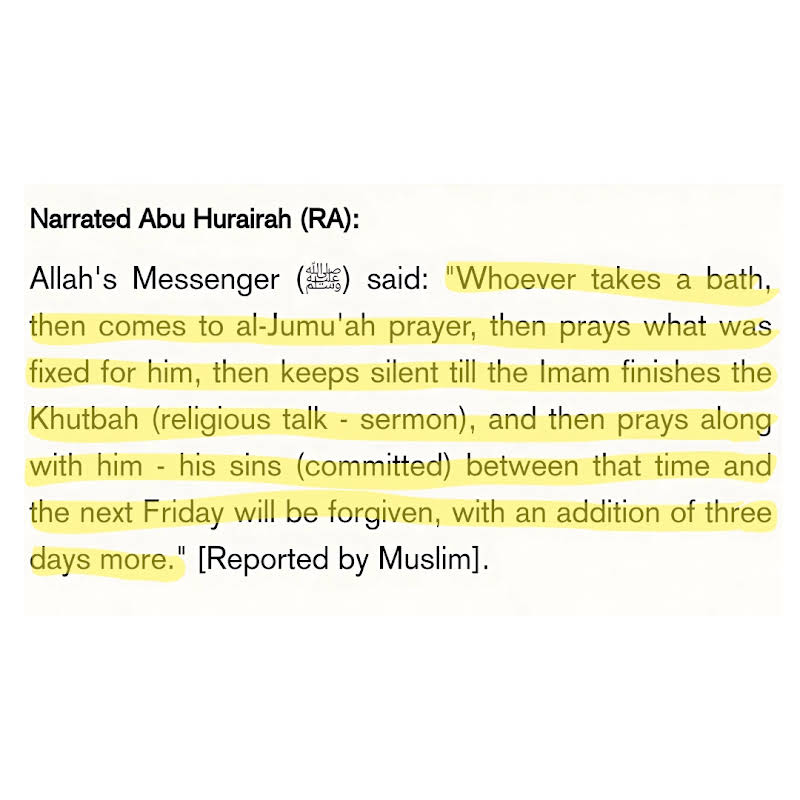 Narrated Abu Hurairah (RA):
Allah's Messenger (ﷺ) said: "Whoever takes a bath,
then comes to al-Jumu'ah prayer, then prays what was
fixed for him, then keeps silent till the Imam finishes the
Khutbah (religious talk - sermon), and then prays along
with him - his sins (committed) between that time and
the next Friday will be forgiven, with an addition of three
days more." [Reported by Muslim].